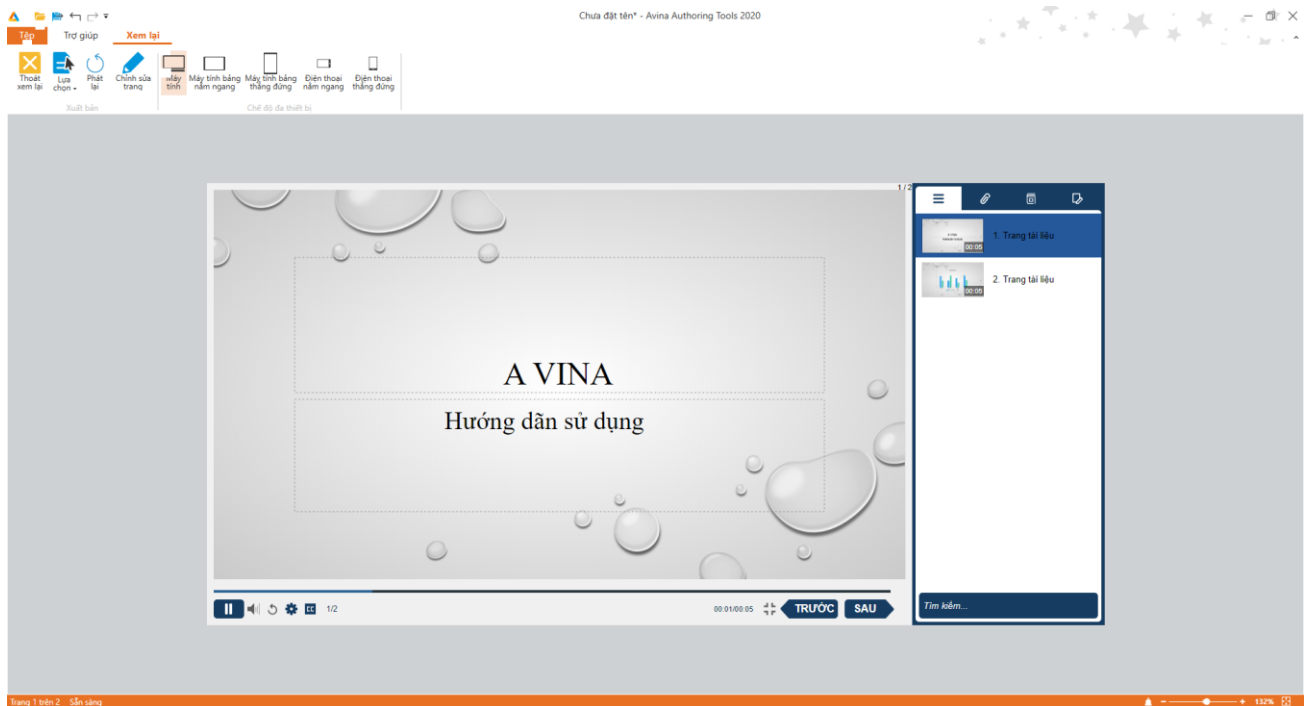 Chưa đặt tên* - Avina Authoring Tools 2020
Tệp Trợ giúp Xem lại
Thoát xem lại
Lựa chọn
Phát lại
Chỉnh sửa trang
Máy tính
Máy tính bảng nằm ngang
Máy tính bảng thẳng đứng
Điện thoại nằm ngang
Điện thoại thẳng đứng
Xuất bản
Chế độ đa thiết bị
1 / 2
A VINA
Hướng dẫn sử dụng
00:05
1. Trang tài liệu
00:05
2. Trang tài liệu
CC 1/2
00:01/00:05
TRƯỚC SAU
Tìm kiếm...
Trang 1 trên 2 Sẵn sàng
132%